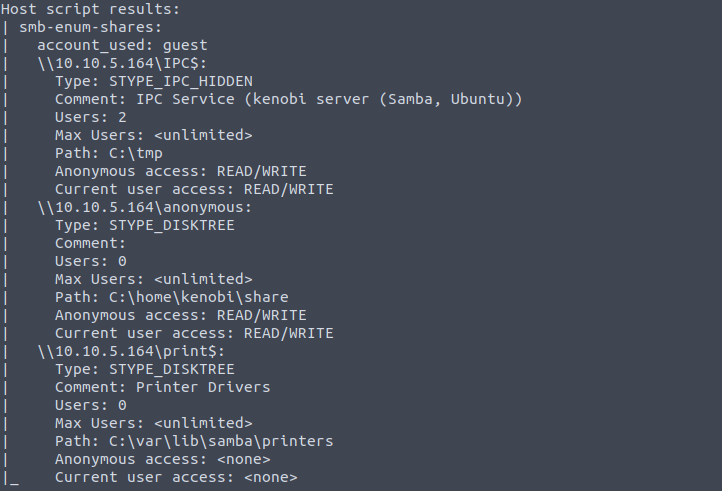 Host script results:
| smb-enum-shares:
|   account_used: guest
|   \\10.10.5.164\IPC$:
|     Type: STYPE_IPC_HIDDEN
|     Comment: IPC Service (kenobi server (Samba, Ubuntu))
|     Users: 2
|     Max Users: <unlimited>
|     Path: C:\tmp
|     Anonymous access: READ/WRITE
|     Current user access: READ/WRITE
|   \\10.10.5.164\anonymous:
|     Type: STYPE_DISKTREE
|     Comment:
|     Users: 0
|     Max Users: <unlimited>
|     Path: C:\home\kenobi\share
|     Anonymous access: READ/WRITE
|     Current user access: READ/WRITE
|   \\10.10.5.164\print$:
|     Type: STYPE_DISKTREE
|     Comment: Printer Drivers
|     Users: 0
|     Max Users: <unlimited>
|     Path: C:\var\lib\samba\printers
|     Anonymous access: <none>
|_    Current user access: <none>